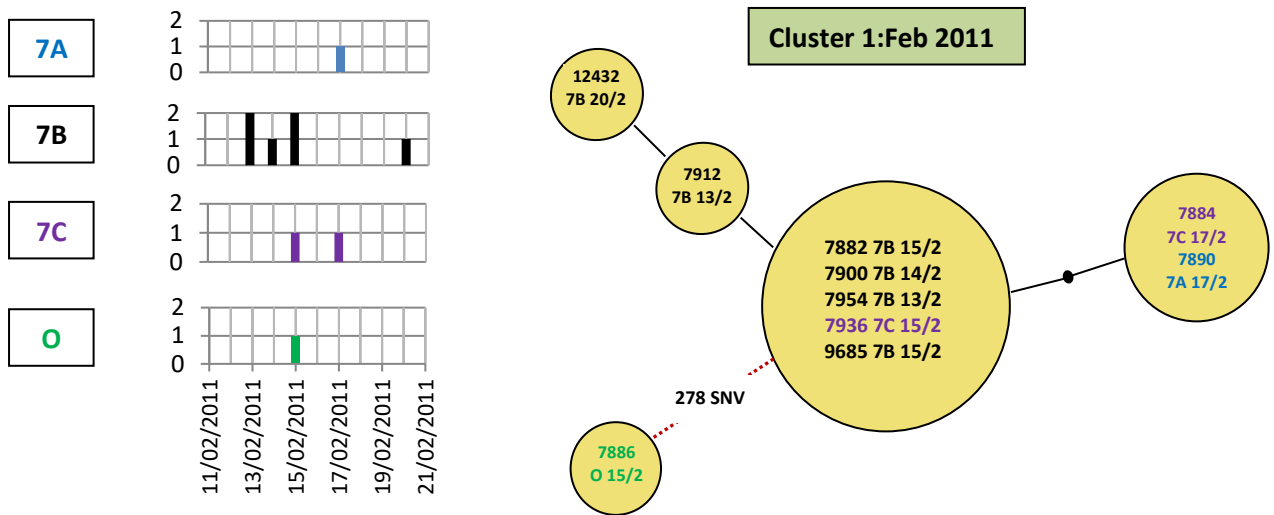 7A
2
1
0
7B
2
1
0
7C
2
1
0
O
2
1
0
11/02/2011
13/02/2011
15/02/2011
17/02/2011
19/02/2011
21/02/2011
Cluster 1:Feb 2011
12432
7B 20/2
7912
7B 13/2
7882 7B 15/2
7900 7B 14/2
7954 7B 13/2
7936 7C 15/2
9685 7B 15/2
7884
7C 17/2
7890
7A 17/2
278 SNV
7886
O 15/2